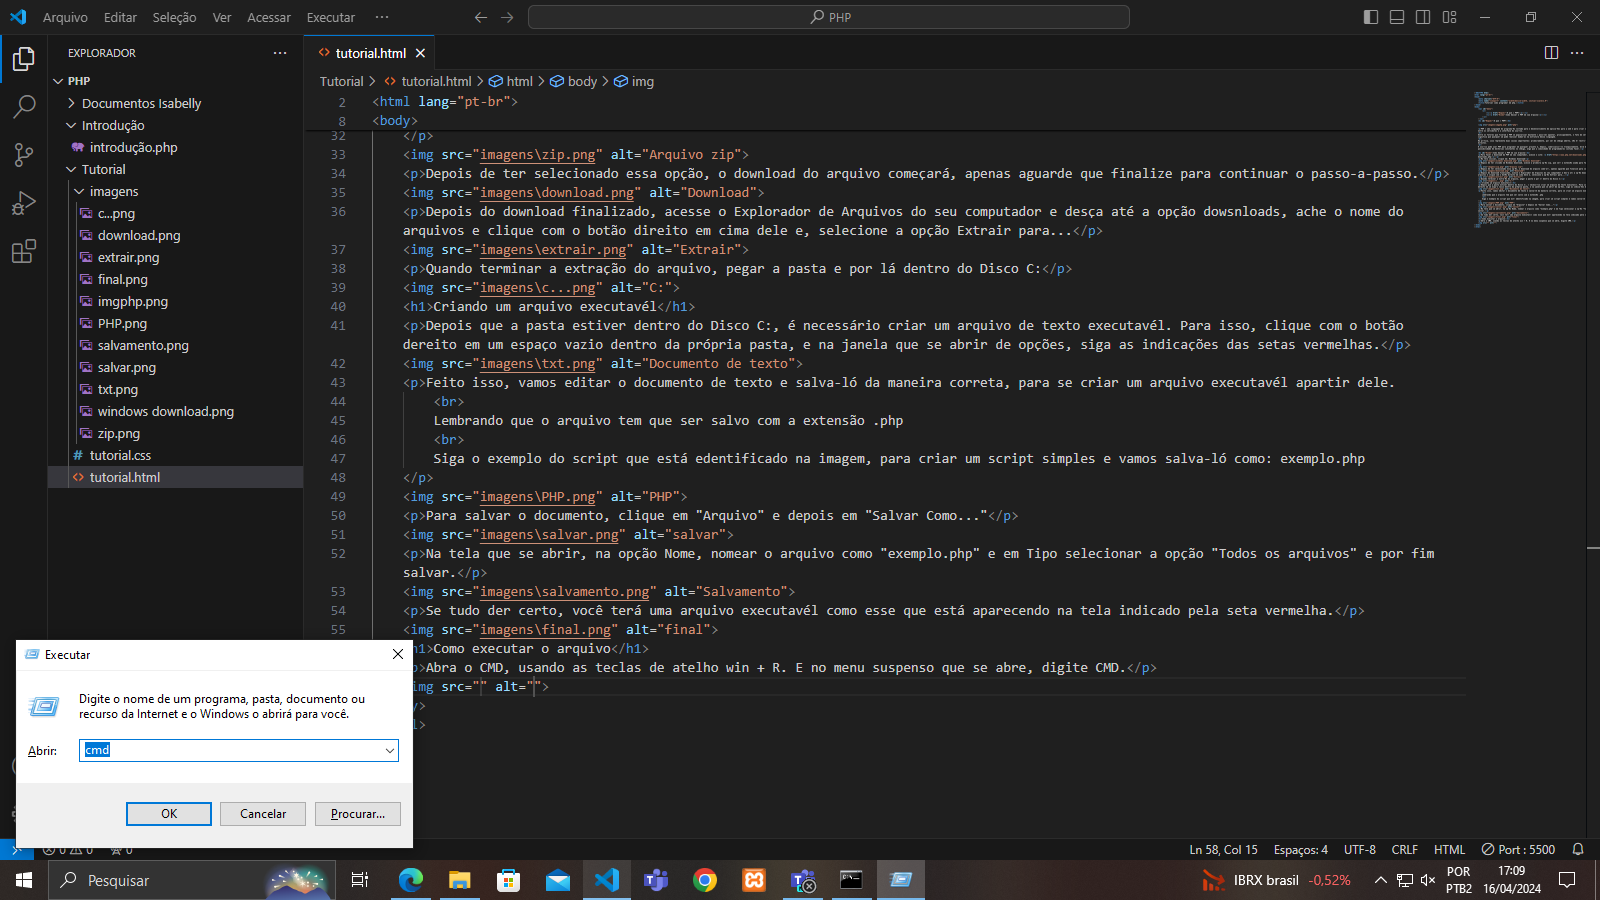 Arquivo Editar Seleção Ver Acessar Executar ··· PHP
EXPLORADOR ···
PHP
Documentos Isabelly
Introdução
introdução.php
Tutorial
imagens
c...png
download.png
extrair.png
final.png
imgphp.png
PHP.png
salvamento.png
salvar.png
txt.png
windows download.png
zip.png
tutorial.css
tutorial.html
tutorial.html
Tutorial > tutorial.html > html > body > img
2 <html lang="pt-br">
8 <body>
32 </p>
33 <img src="imagens\zip.png" alt="Arquivo zip">
34 <p>Depois de ter selecionado essa opção, o download do arquivo começará, apenas aguarde que finalize para continuar o passo-a-passo.</p>
35 <img src="imagens\download.png" alt="Download">
36 <p>Depois do download finalizado, acesse o Explorador de Arquivos do seu computador e desça até a opção dowsnloads, ache o nome do
arquivos e clique com o botão direito em cima dele e, selecione a opção Extrair para...</p>
37 <img src="imagens\extrair.png" alt="Extrair">
38 <p>Quando terminar a extração do arquivo, pegar a pasta e por lá dentro do Disco C:</p>
39 <img src="imagens\c...png" alt="C:">
40 <h1>Criando um arquivo executavél</h1>
41 <p>Depois que a pasta estiver dentro do Disco C:, é necessário criar um arquivo de texto executavél. Para isso, clique com o botão
dereito em um espaço vazio dentro da própria pasta, e na janela que se abrir de opções, siga as indicações das setas vermelhas.</p>
42 <img src="imagens\txt.png" alt="Documento de texto">
43 <p>Feito isso, vamos editar o documento de texto e salva-ló da maneira correta, para se criar um arquivo executavél apartir dele.
44 <br>
45 Lembrando que o arquivo tem que ser salvo com a extensão .php
46 <br>
47 Siga o exemplo do script que está edentificado na imagem, para criar um script simples e vamos salva-ló como: exemplo.php
48 </p>
49 <img src="imagens\PHP.png" alt="PHP">
50 <p>Para salvar o documento, clique em "Arquivo" e depois em "Salvar Como..."</p>
51 <img src="imagens\salvar.png" alt="salvar">
52 <p>Na tela que se abrir, na opção Nome, nomear o arquivo como "exemplo.php" e em Tipo selecionar a opção "Todos os arquivos" e por fim
salvar.</p>
53 <img src="imagens\salvamento.png" alt="Salvamento">
54 <p>Se tudo der certo, você terá uma arquivo executavél como esse que está aparecendo na tela indicado pela seta vermelha.</p>
55 <img src="imagens\final.png" alt="final">
h1>Como executar o arquivo</h1>
>Abra o CMD, usando as teclas de atelho win + R. E no menu suspenso que se abre, digite CMD.</p>
img src="" alt="">
y>
l>
Executar
Digite o nome de um programa, pasta, documento ou
recurso da Internet e o Windows o abrirá para você.
Abrir: cmd
OK Cancelar Procurar...
0 0 0 Ln 58, Col 15 Espaços: 4 UTF-8 CRLF HTML Port : 5500
Pesquisar IBRX brasil -0,52% POR 17:09
PTB2 16/04/2024